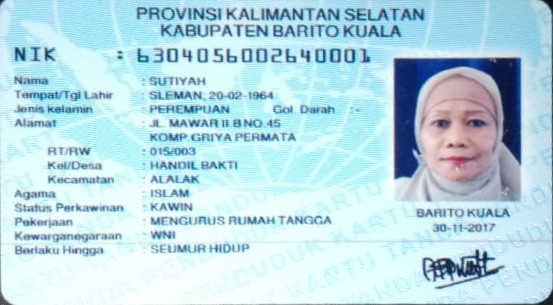 PROVINSI KALIMANTAN SELATAN
KABUPATEN BARITO KUALA
NIK : 6304056002640001
Nama : SUTIYAH
Tempat/Tgl Lahir : SLEMAN, 20-02-1964
Jenis kelamin : PEREMPUAN Gol. Darah :-
Alamat : JL. MAWAR II.B NO.45
KOMP.GRIYA PERMATA
RT/RW : 015/003
Kel/Desa : HANDIL BAKTI
Kecamatan : ALALAK
Agama : ISLAM
Status Perkawinan : KAWIN
Pekerjaan : MENGURUS RUMAH TANGGA
Kewarganegaraan : WNI
Berlaku Hingga : SEUMUR HIDUP
BARITO KUALA
30-11-2017